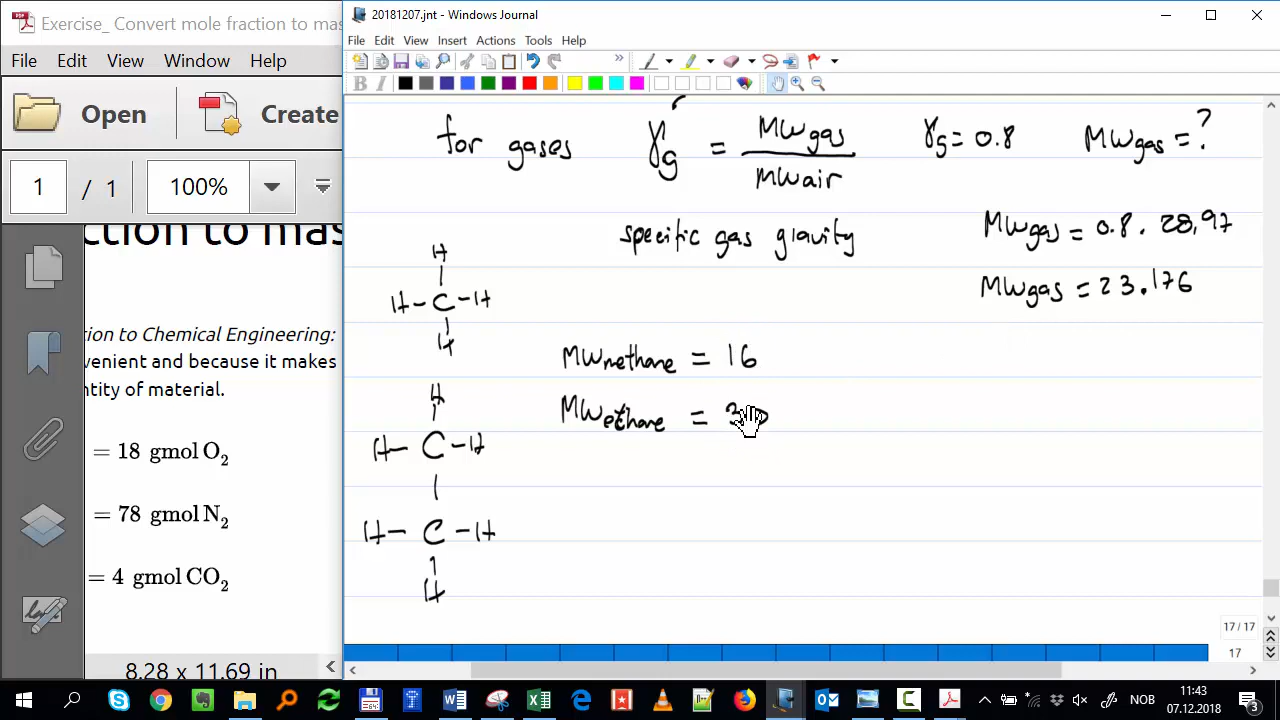 Exercise_ Convert mole fraction to mas
File Edit View Window Help
Open Create
1 / 1 100%
ction to mas
tion to Chemical Engineering:
venient and because it makes
ntity of material.
= 18 gmol O₂
= 78 gmol N₂
= 4 gmol CO₂
8.28 x 11.69 in
20181207.jnt - Windows Journal
File Edit View Insert Actions Tools Help
B I
for gases γg = MWgas / MWair γg = 0.8 MWgas = ?
specific gas gravity
MWgas = 0.8 · 28,97
MWgas = 23.176
H
H-C-H
H
MWmethane = 16
MWethane =
H
H- C -H
H- C -H
H
17 / 17
17
NOB
11:43
07.12.2018
3